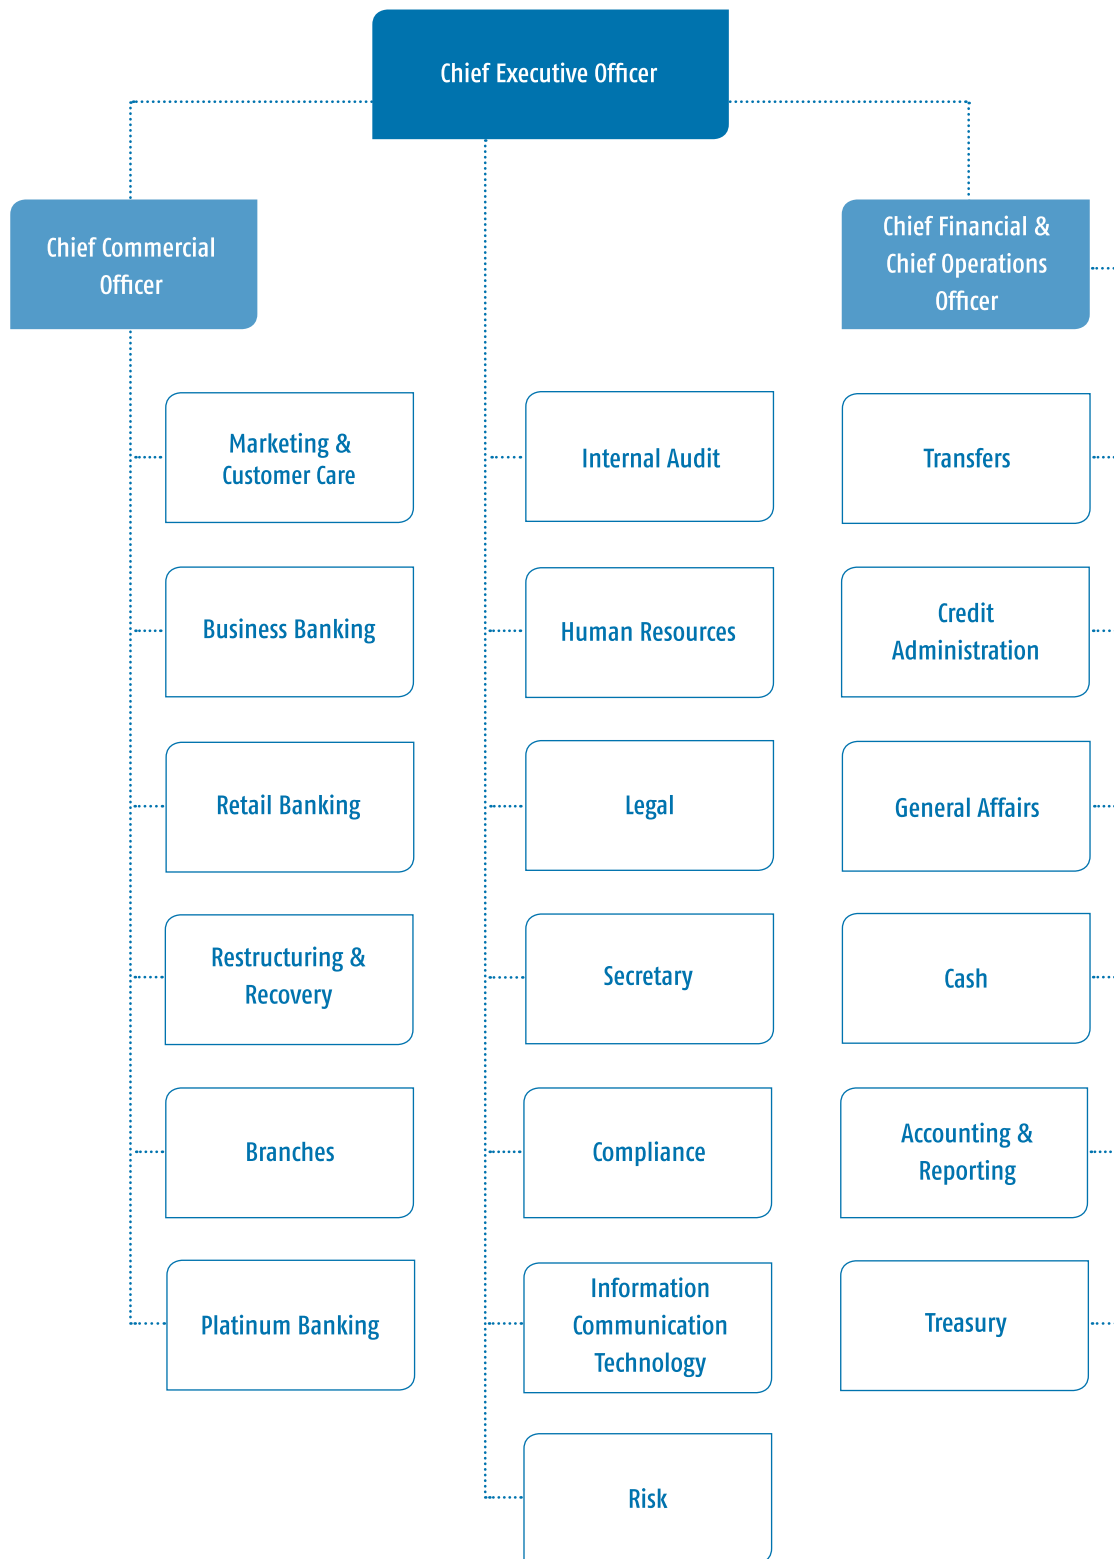 Chief Executive Officer
Chief Commercial
Officer
Chief Financial &
Chief Operations
Officer
Marketing &
Customer Care
Internal Audit
Transfers
Business Banking
Human Resources
Credit
Administration
Retail Banking
Legal
General Affairs
Restructuring &
Recovery
Secretary
Cash
Branches
Compliance
Accounting &
Reporting
Platinum Banking
Information
Communication
Technology
Treasury
Risk